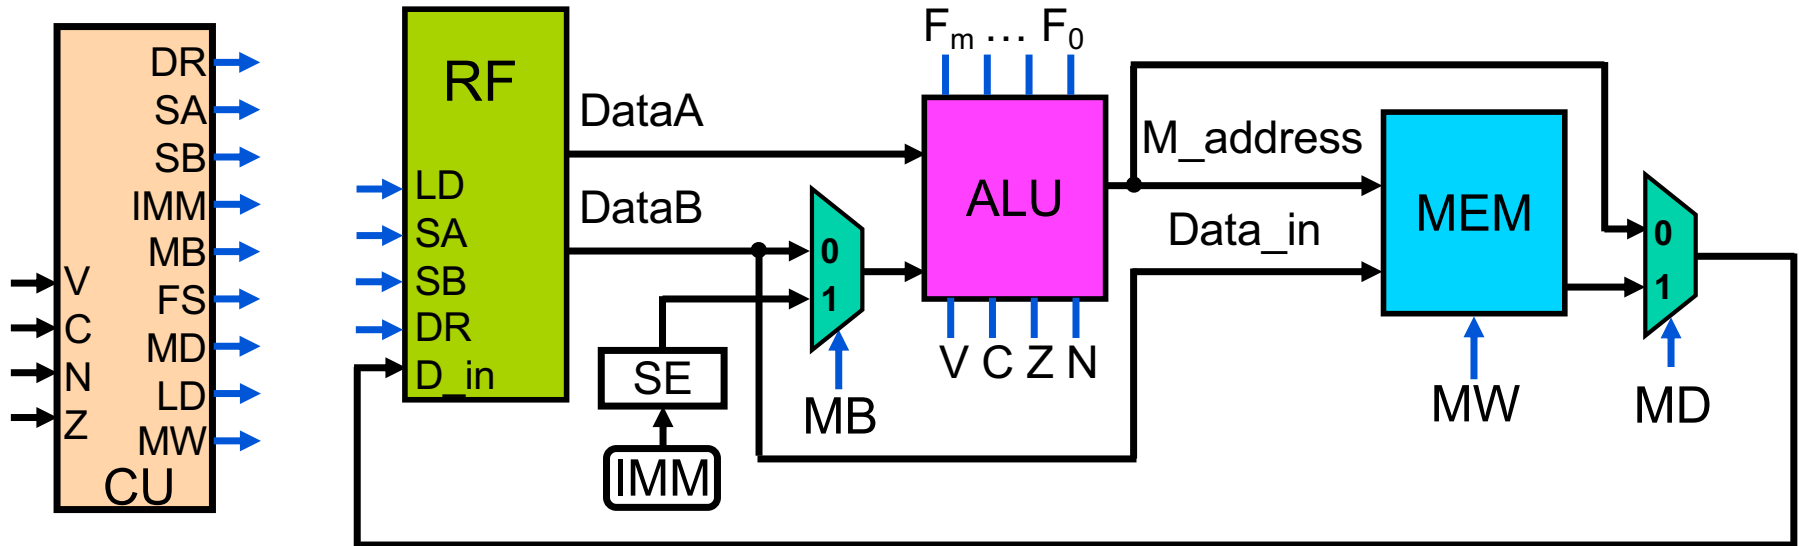 DR
SA
SB
IMM
MB
FS
MD
LD
MW
V
C
N
Z
CU
RF
LD
SA
SB
DR
D_in
DataA
DataB
0
1
SE
IMM
MB
Fₘ ... F₀
ALU
V C Z N
M_address
Data_in
MEM
MW
0
1
MD